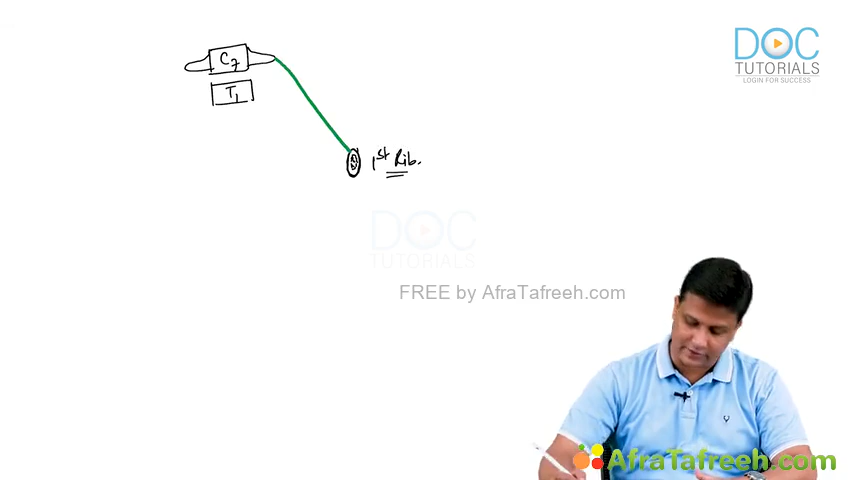 DOC
TUTORIALS
LOGIN FOR SUCCESS
C7
T1
1st Rib.
DOC
TUTORIALS
FREE by AfraTafreeh.com
AfraTafreeh.com